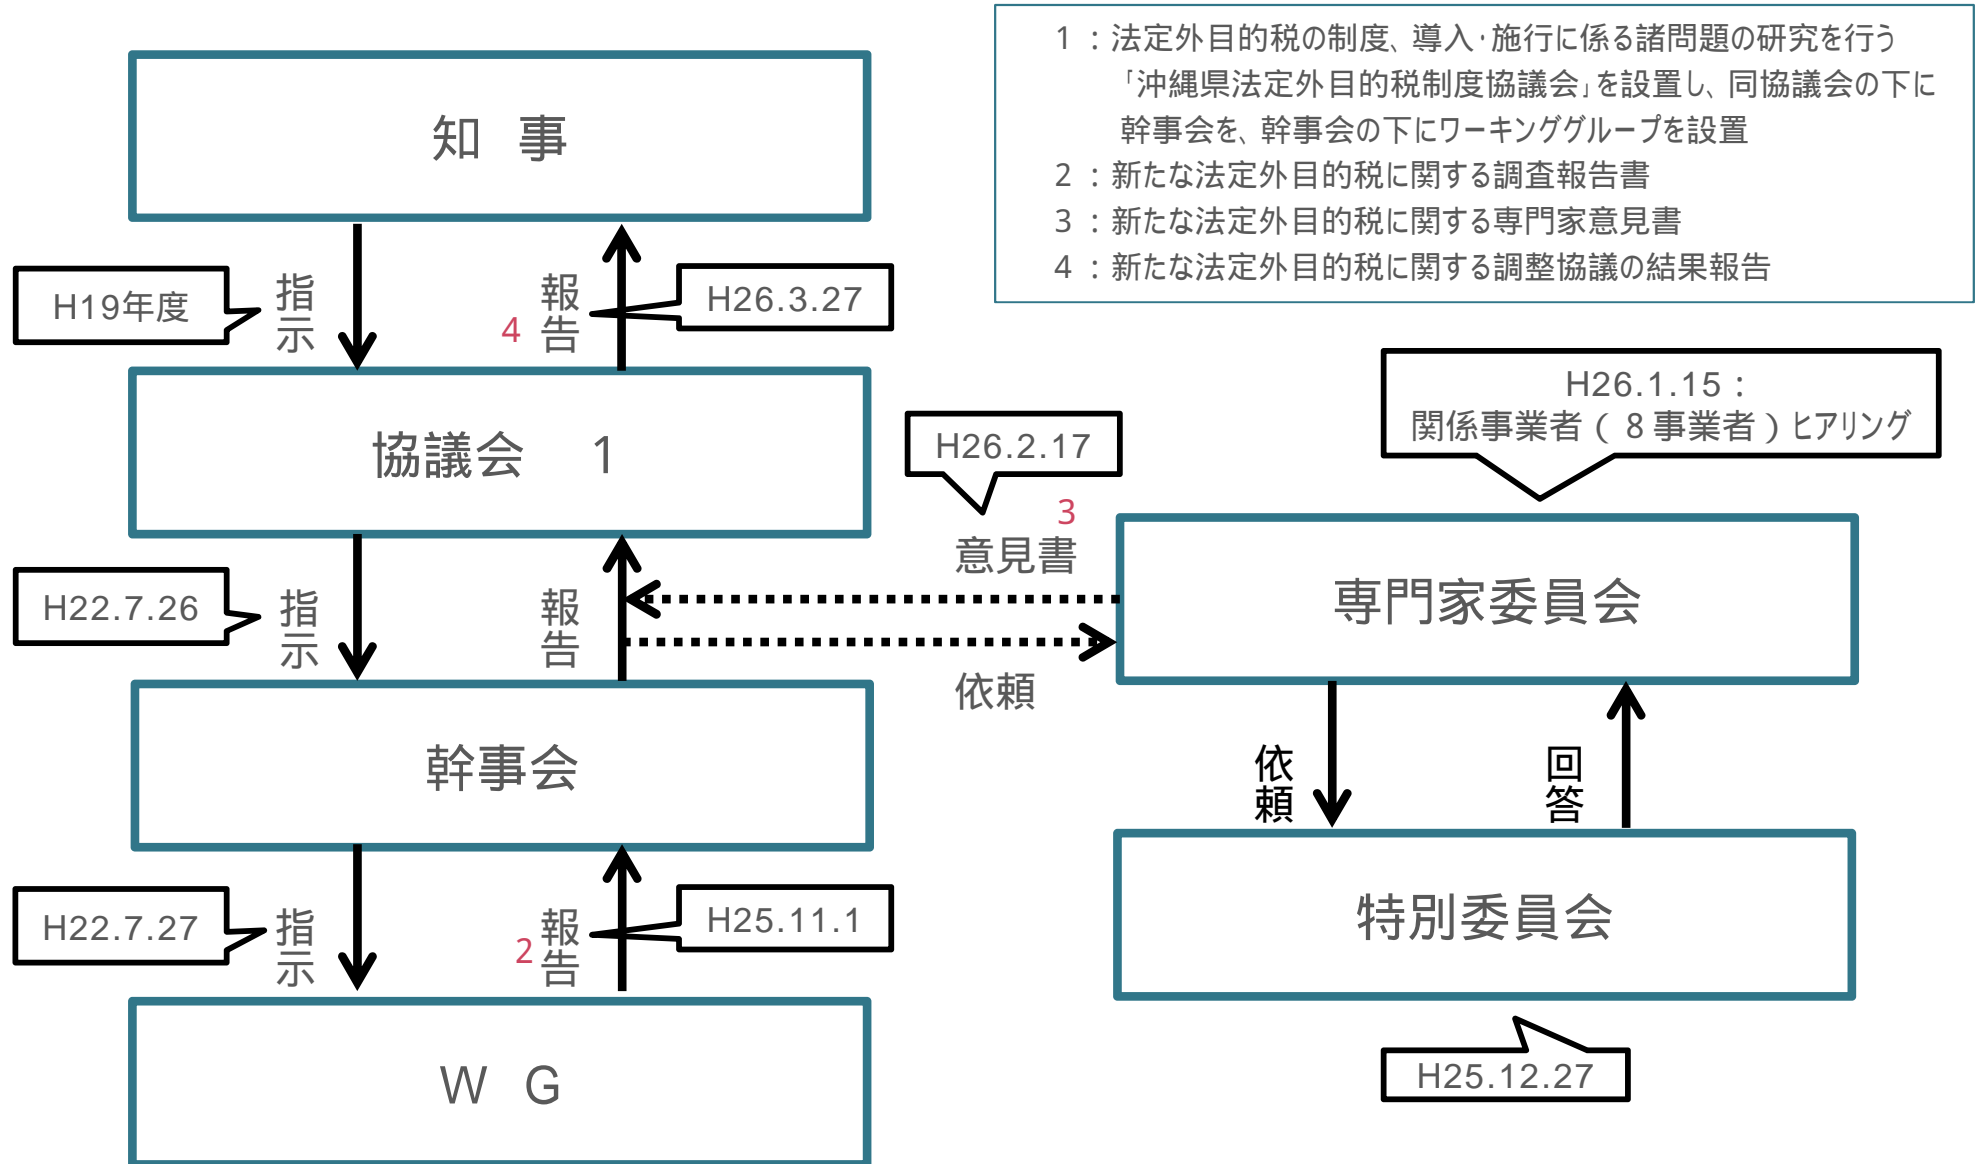 1：法定外目的税の制度、導入・施行に係る諸問題の研究を行う
「沖縄県法定外目的税制度協議会」を設置し、同協議会の下に
幹事会を、幹事会の下にワーキンググループを設置
2：新たな法定外目的税に関する調査報告書
3：新たな法定外目的税に関する専門家意見書
4：新たな法定外目的税に関する調整協議の結果報告
知 事
H19年度
指示
4
報告
H26.3.27
協議会 1
H26.2.17
H26.1.15：
関係事業者（８事業者）ヒアリング
3
意見書
H22.7.26
指示
報告
依頼
専門家委員会
幹事会
依頼
回答
H22.7.27
指示
2
報告
H25.11.1
特別委員会
H25.12.27
Ｗ Ｇ